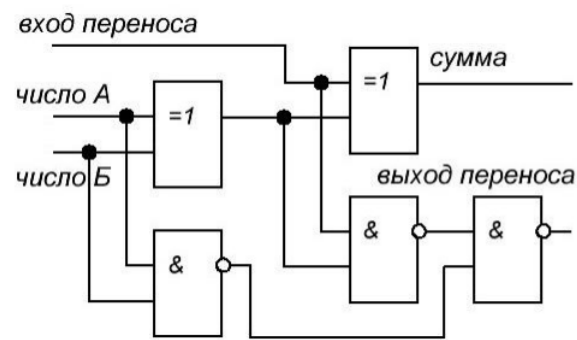 вход переноса
сумма
=1
число А
=1
число Б
выход переноса
&
&
&